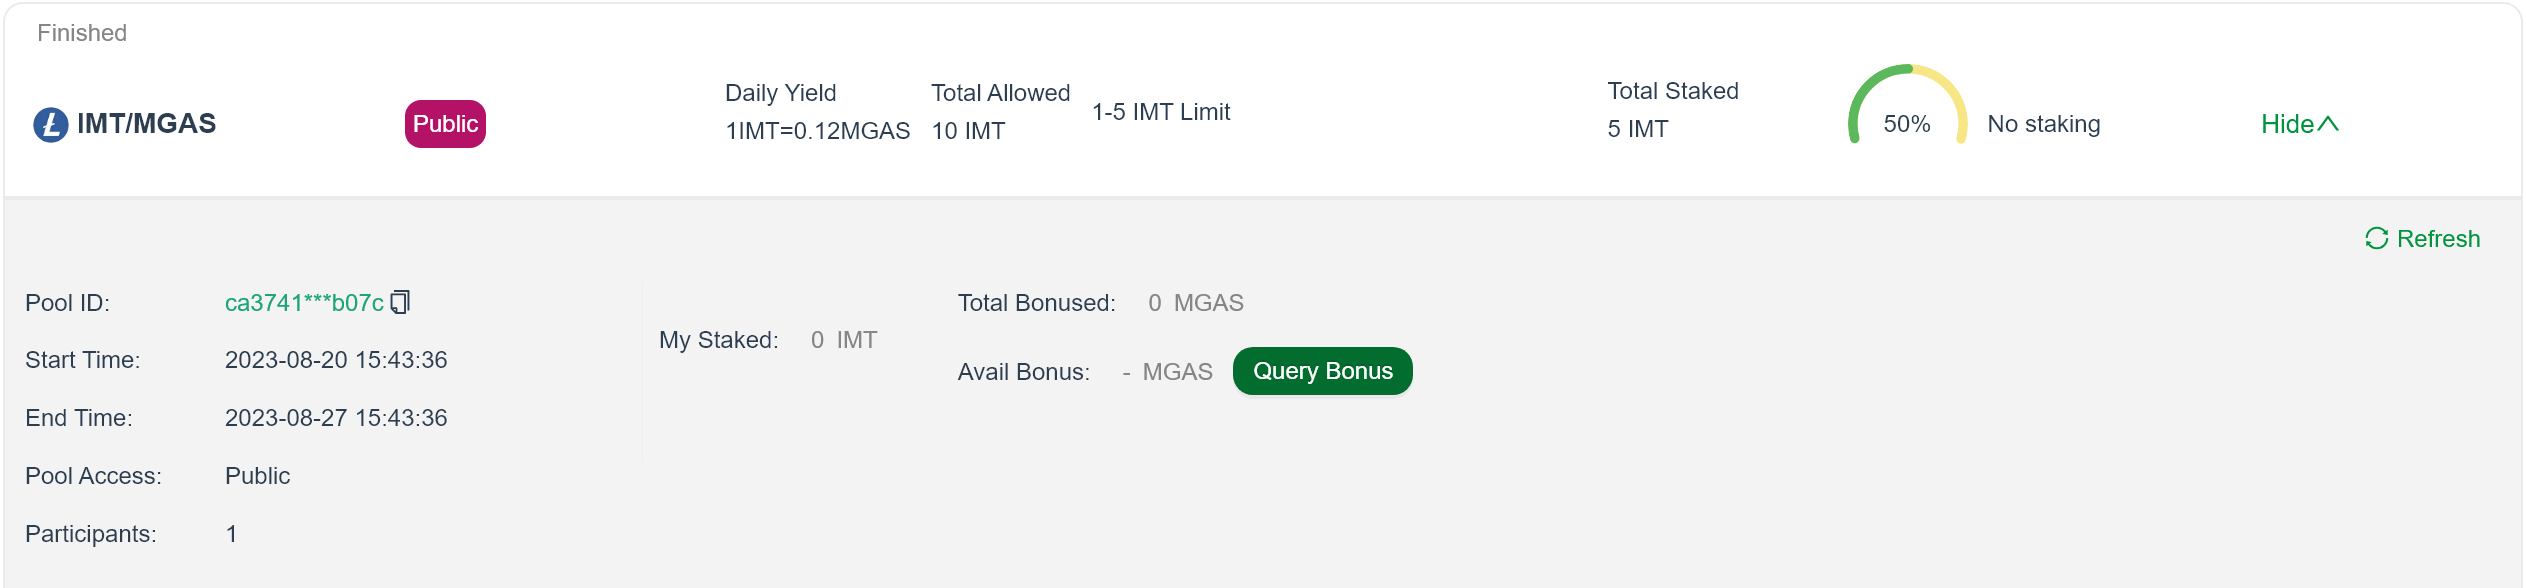 Finished
IMT/MGAS
Public
Daily Yield
1IMT=0.12MGAS
Total Allowed
10 IMT
1-5 IMT Limit
Total Staked
5 IMT
50%
No staking
Hide
Refresh
Pool ID: ca3741***b07c
Start Time: 2023-08-20 15:43:36
End Time: 2023-08-27 15:43:36
Pool Access: Public
Participants: 1
My Staked: 0 IMT
Total Bonused: 0 MGAS
Avail Bonus: - MGAS Query Bonus